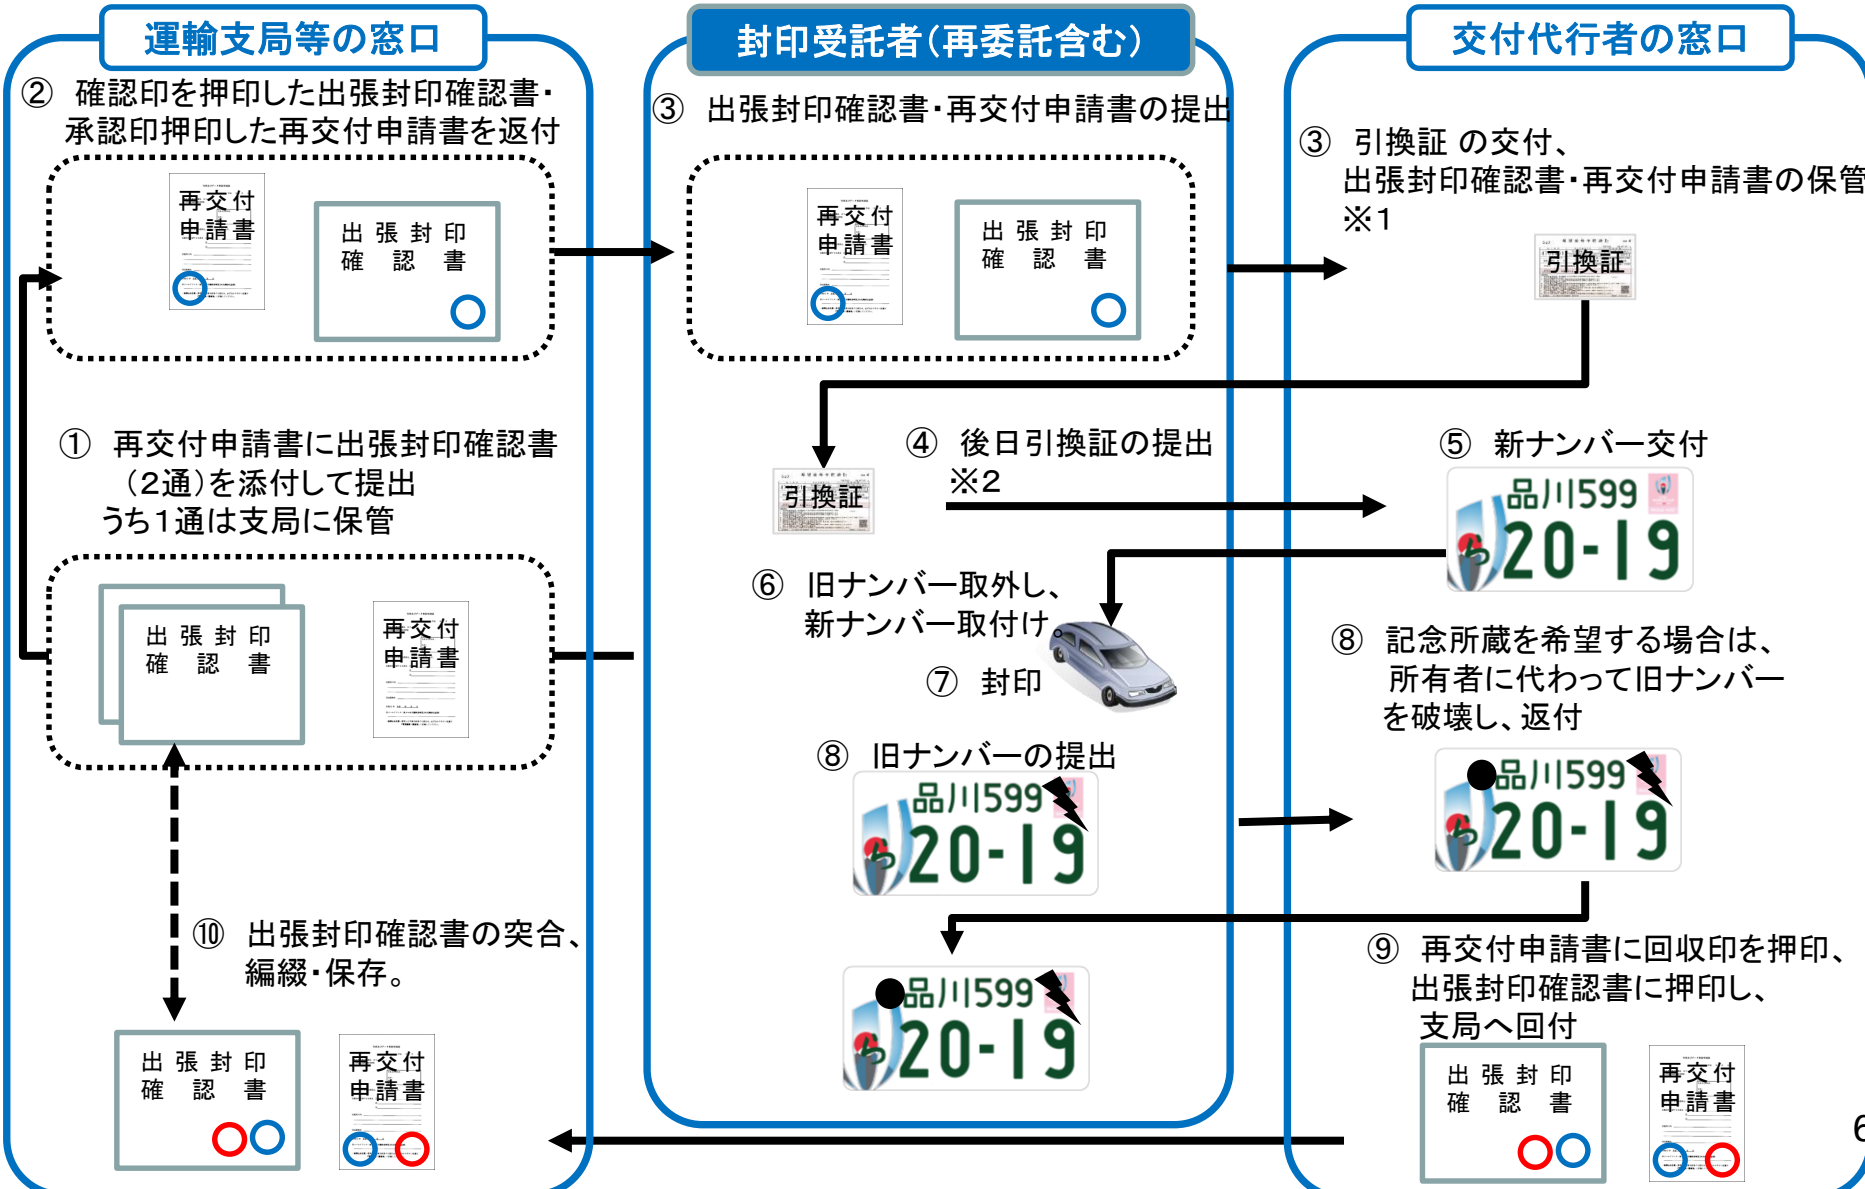 運輸支局等の窓口
② 確認印を押印した出張封印確認書・
承認印押印した再交付申請書を返付
再交付
申請書
出張封印
確認書
① 再交付申請書に出張封印確認書
（２通）を添付して提出
うち１通は支局に保管
出張封印
確認書
再交付
申請書
⑩ 出張封印確認書の突合、
編綴・保存。
出張封印
確認書
再交付
申請書
封印受託者（再委託含む）
③ 出張封印確認書・再交付申請書の提出
再交付
申請書
出張封印
確認書
引換証
④ 後日引換証の提出
※２
⑥ 旧ナンバー取外し、
新ナンバー取付け。
⑦ 封印
⑧ 旧ナンバーの提出
品川599
ら 20-19
品川599
ら 20-19
交付代行者の窓口
③ 引換証 の交付、
出張封印確認書・再交付申請書の保管
※１
引換証
⑤ 新ナンバー交付
品川599
ら 20-19
⑧ 記念所蔵を希望する場合は、
所有者に代わって旧ナンバー
を破壊し、返付
品川599
ら 20-19
⑨ 再交付申請書に回収印を押印、
出張封印確認書に押印し、
支局へ回付
出張封印
確認書
再交付
申請書
6